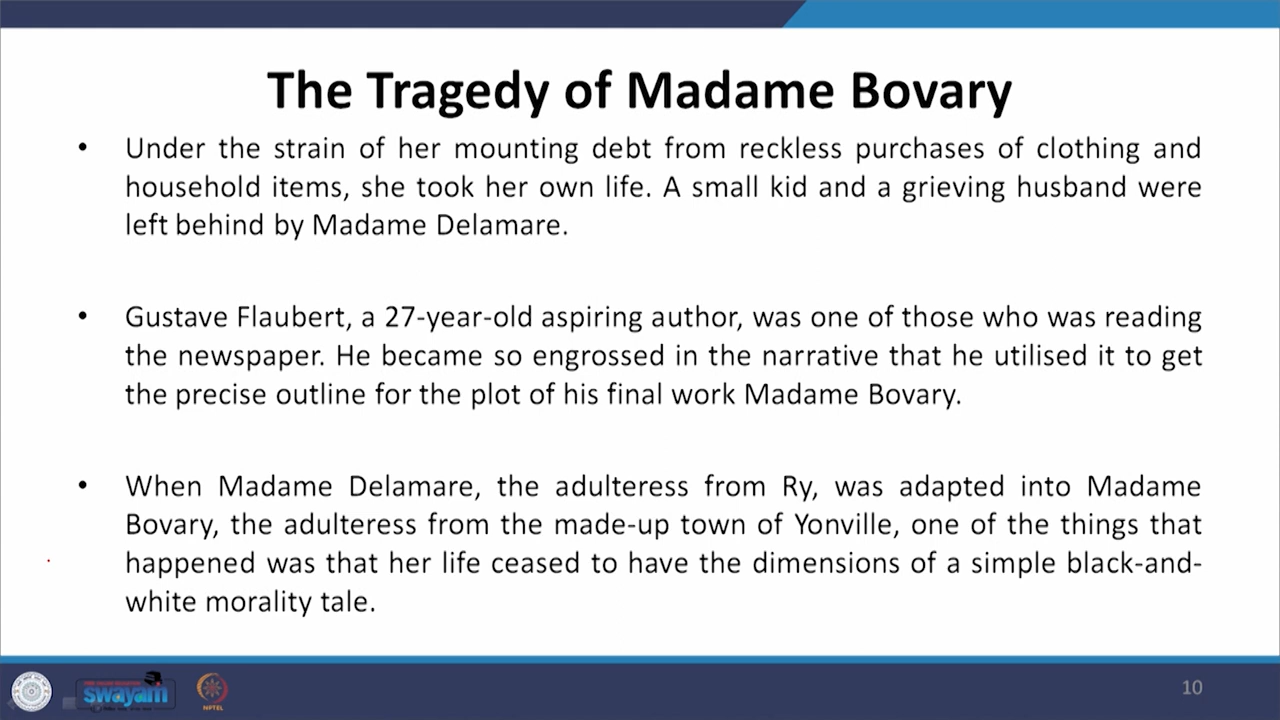 The Tragedy of Madame Bovary
• Under the strain of her mounting debt from reckless purchases of clothing and
household items, she took her own life. A small kid and a grieving husband were
left behind by Madame Delamare.
• Gustave Flaubert, a 27-year-old aspiring author, was one of those who was reading
the newspaper. He became so engrossed in the narrative that he utilised it to get
the precise outline for the plot of his final work Madame Bovary.
• When Madame Delamare, the adulteress from Ry, was adapted into Madame
Bovary, the adulteress from the made-up town of Yonville, one of the things that
happened was that her life ceased to have the dimensions of a simple black-and-
white morality tale.
swayam
NPTEL
10